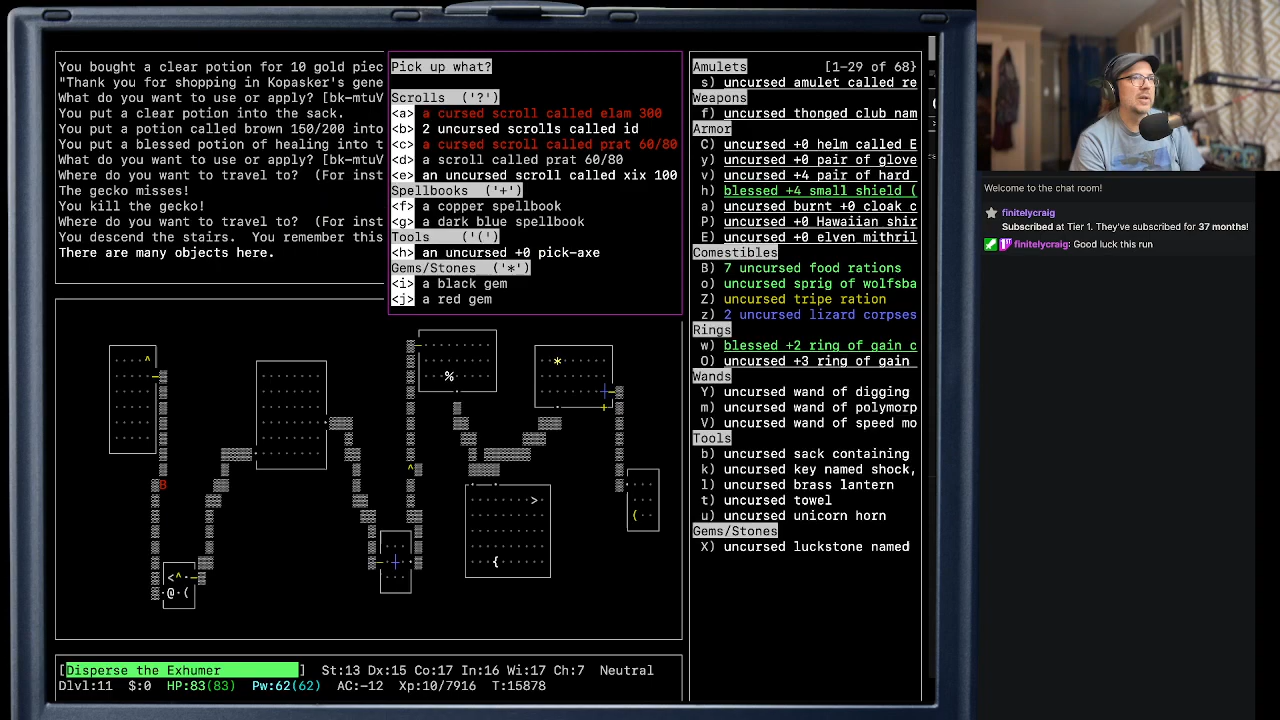 You bought a clear potion for 10 gold piec
"Thank you for shopping in Kopasker's gene
What do you want to use or apply? [bk-mtuV
You put a clear potion into the sack.
You put a potion called brown 150/200 into
You put a blessed potion of healing into t
What do you want to use or apply? [bk-mtuV
Where do you want to travel to?  (For inst
The gecko misses!
You kill the gecko!
Where do you want to travel to?  (For inst
You descend the stairs.  You remember this
There are many objects here.
Pick up what?
Scrolls  ('?')
<a> a cursed scroll called elam 300
<b> 2 uncursed scrolls called id
<c> a cursed scroll called prat 60/80
<d> a scroll called prat 60/80
<e> an uncursed scroll called xix 100
Spellbooks  ('+')
<f> a copper spellbook
<g> a dark blue spellbook
Tools  ('(')
<h> an uncursed +0 pick-axe
Gems/Stones  ('*')
<i> a black gem
<j> a red gem
Amulets [1-29 of 68}
s) uncursed amulet called re
Weapons
f) uncursed thonged club nam
Armor
C) uncursed +0 helm called E
y) uncursed +0 pair of glove
v) uncursed +4 pair of hard
h) blessed +4 small shield (
a) uncursed burnt +0 cloak c
P) uncursed +0 Hawaiian shir
E) uncursed +0 elven mithril
Comestibles
B) 7 uncursed food rations
o) uncursed sprig of wolfsba
Z) uncursed tripe ration
z) 2 uncursed lizard corpses
Rings
w) blessed +2 ring of gain c
O) uncursed +3 ring of gain
Wands
Y) uncursed wand of digging
m) uncursed wand of polymorp
V) uncursed wand of speed mo
Tools
b) uncursed sack containing
k) uncursed key named shock,
l) uncursed brass lantern
t) uncursed towel
u) uncursed unicorn horn
Gems/Stones
X) uncursed luckstone named
[Disperse the Exhumer ] St:13 Dx:15 Co:17 In:16 Wi:17 Ch:7 Neutral
Dlvl:11 $:0 HP:83(83) Pw:62(62) AC:-12 Xp:10/7916 T:15878
Welcome to the chat room!
finitelycraig
Subscribed at Tier 1. They've subscribed for 37 months!
finitelycraig: Good luck this run